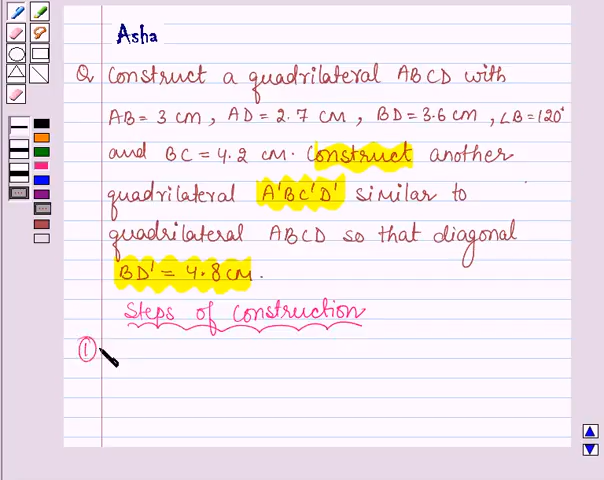 Asha
Q Construct a quadrilateral ABCD with
AB = 3 cm, AD = 2.7 cm, BD = 3.6 cm, ∠B = 120°
and BC = 4.2 cm. Construct another
quadrilateral A'BC'D' similar to
quadrilateral ABCD so that diagonal
BD' = 4.8 cm.
Steps of Construction
①